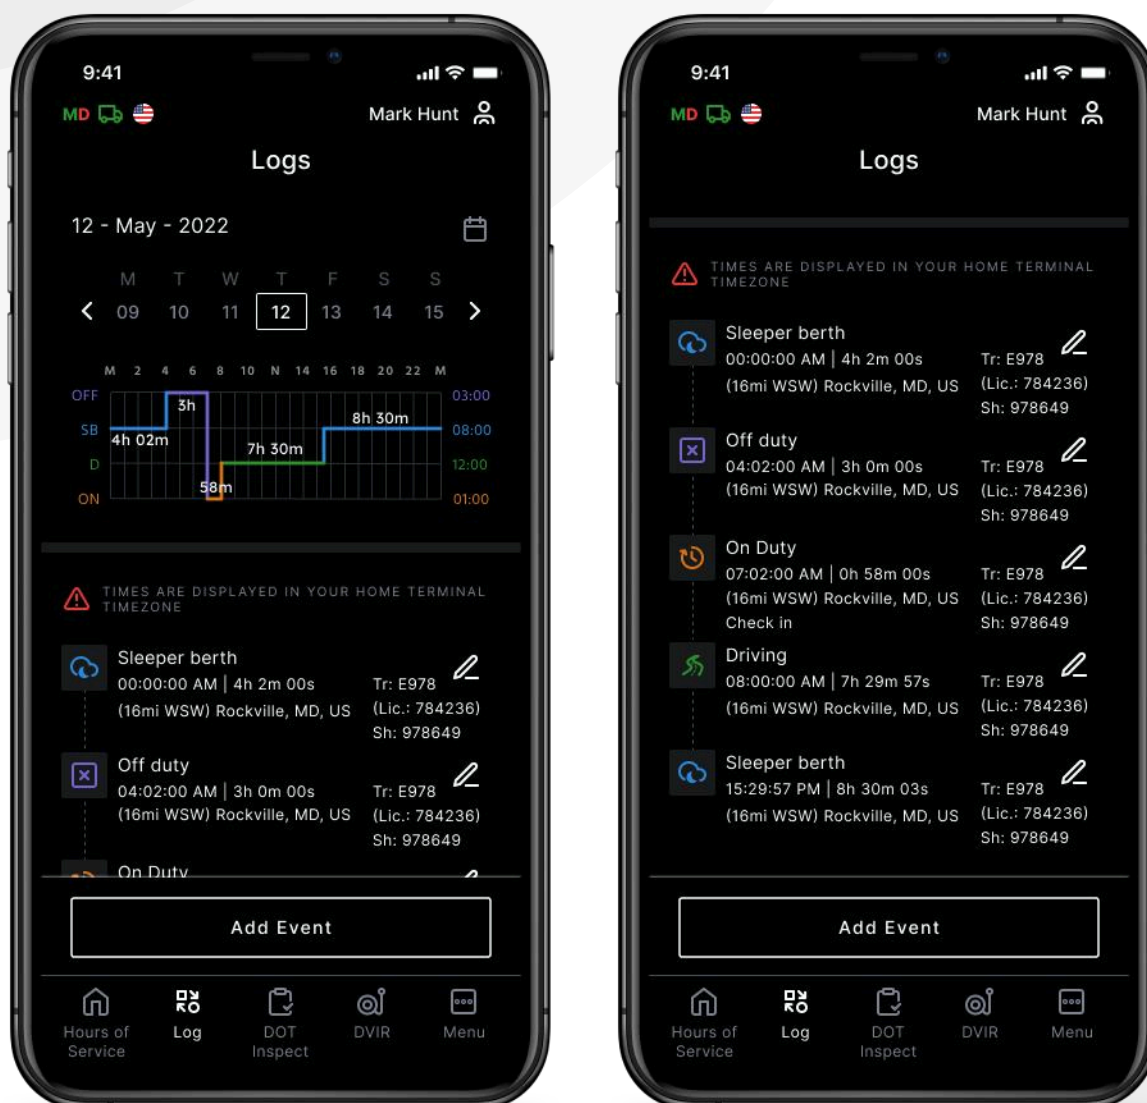 9:41
MD
Mark Hunt
Logs
12 - May - 2022
M T W T F S S
09 10 11 12 13 14 15
M 2 4 6 8 10 N 14 16 18 20 22 M
OFF 3h 03:00
SB 4h 02m 8h 30m 08:00
D 7h 30m 12:00
ON 58m 01:00
TIMES ARE DISPLAYED IN YOUR HOME TERMINAL
TIMEZONE
Sleeper berth
00:00:00 AM | 4h 2m 00s Tr: E978
(16mi WSW) Rockville, MD, US (Lic.: 784236)
Sh: 978649
Off duty
04:02:00 AM | 3h 0m 00s Tr: E978
(16mi WSW) Rockville, MD, US (Lic.: 784236)
Sh: 978649
On Duty
Add Event
Hours of Service
Log
DOT Inspect
DVIR
Menu
9:41
MD
Mark Hunt
Logs
TIMES ARE DISPLAYED IN YOUR HOME TERMINAL
TIMEZONE
Sleeper berth
00:00:00 AM | 4h 2m 00s Tr: E978
(16mi WSW) Rockville, MD, US (Lic.: 784236)
Sh: 978649
Off duty
04:02:00 AM | 3h 0m 00s Tr: E978
(16mi WSW) Rockville, MD, US (Lic.: 784236)
Sh: 978649
On Duty
07:02:00 AM | 0h 58m 00s Tr: E978
(16mi WSW) Rockville, MD, US (Lic.: 784236)
Check in Sh: 978649
Driving
08:00:00 AM | 7h 29m 57s Tr: E978
(16mi WSW) Rockville, MD, US (Lic.: 784236)
Sh: 978649
Sleeper berth
15:29:57 PM | 8h 30m 03s Tr: E978
(16mi WSW) Rockville, MD, US (Lic.: 784236)
Sh: 978649
Add Event
Hours of Service
Log
DOT Inspect
DVIR
Menu